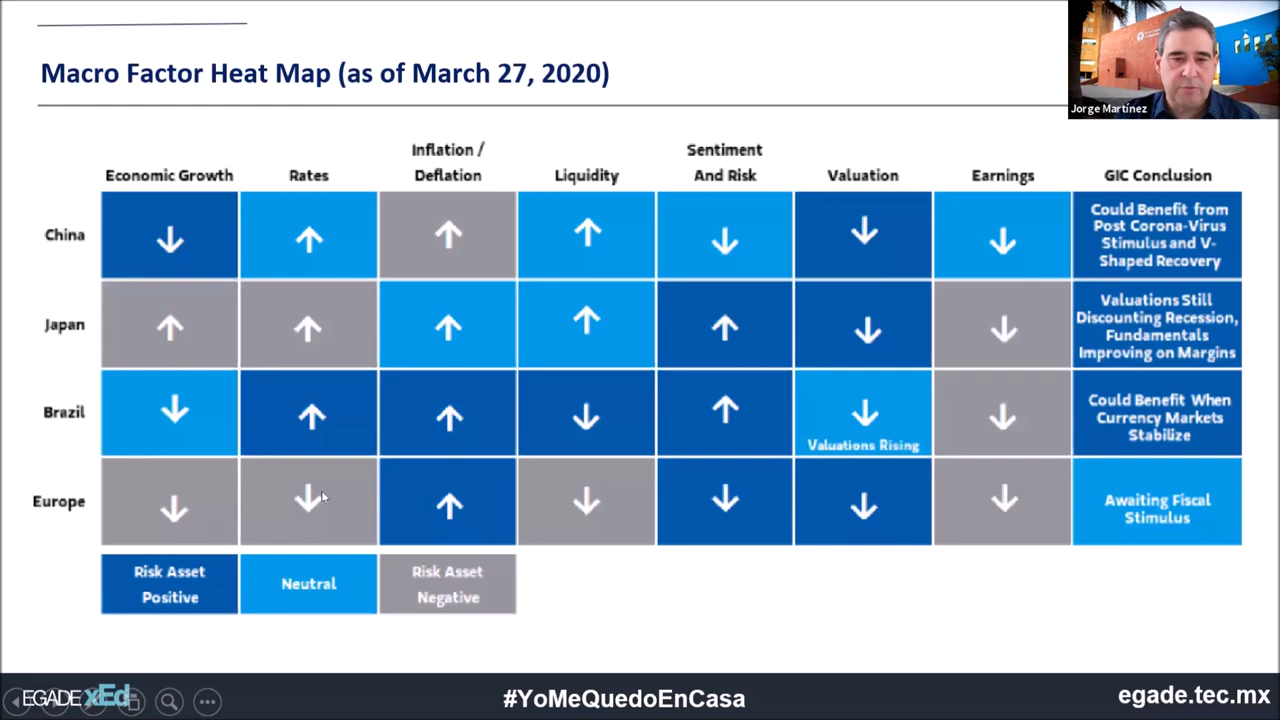 Macro Factor Heat Map (as of March 27, 2020)
Jorge Martínez
Economic Growth
Rates
Inflation /
Deflation
Liquidity
Sentiment
And Risk
Valuation
Earnings
GIC Conclusion
China
Could Benefit from
Post Corona-Virus
Stimulus and V-
Shaped Recovery
Japan
Valuations Still
Discounting Recession,
Fundamentals
Improving on Margins
Brazil
Valuations Rising
Could Benefit When
Currency Markets
Stabilize
Europe
Awaiting Fiscal
Stimulus
Risk Asset
Positive
Neutral
Risk Asset
Negative
EGADE xEd
#YoMeQuedoEnCasa
egade.tec.mx